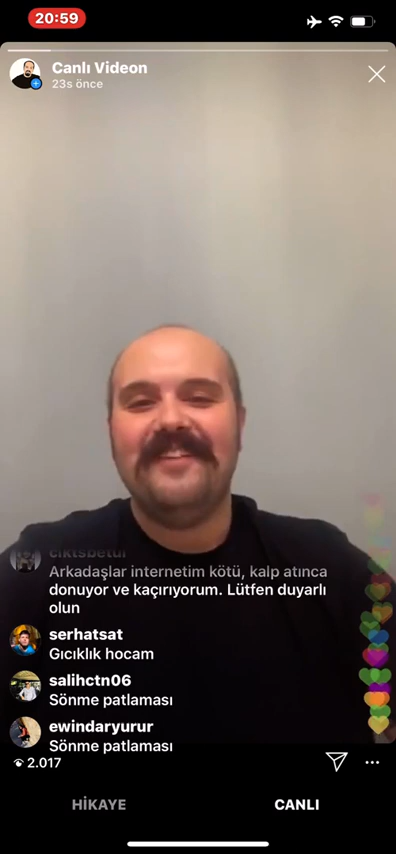 20:59
Canlı Videon
23s önce
ciktsbetul
Arkadaşlar internetim kötü, kalp atınca
donuyor ve kaçırıyorum. Lütfen duyarlı
olun
serhatsat
Gıcıklık hocam
salihctn06
Sönme patlaması
ewindaryurur
Sönme patlaması
2.017
HİKAYE
CANLI